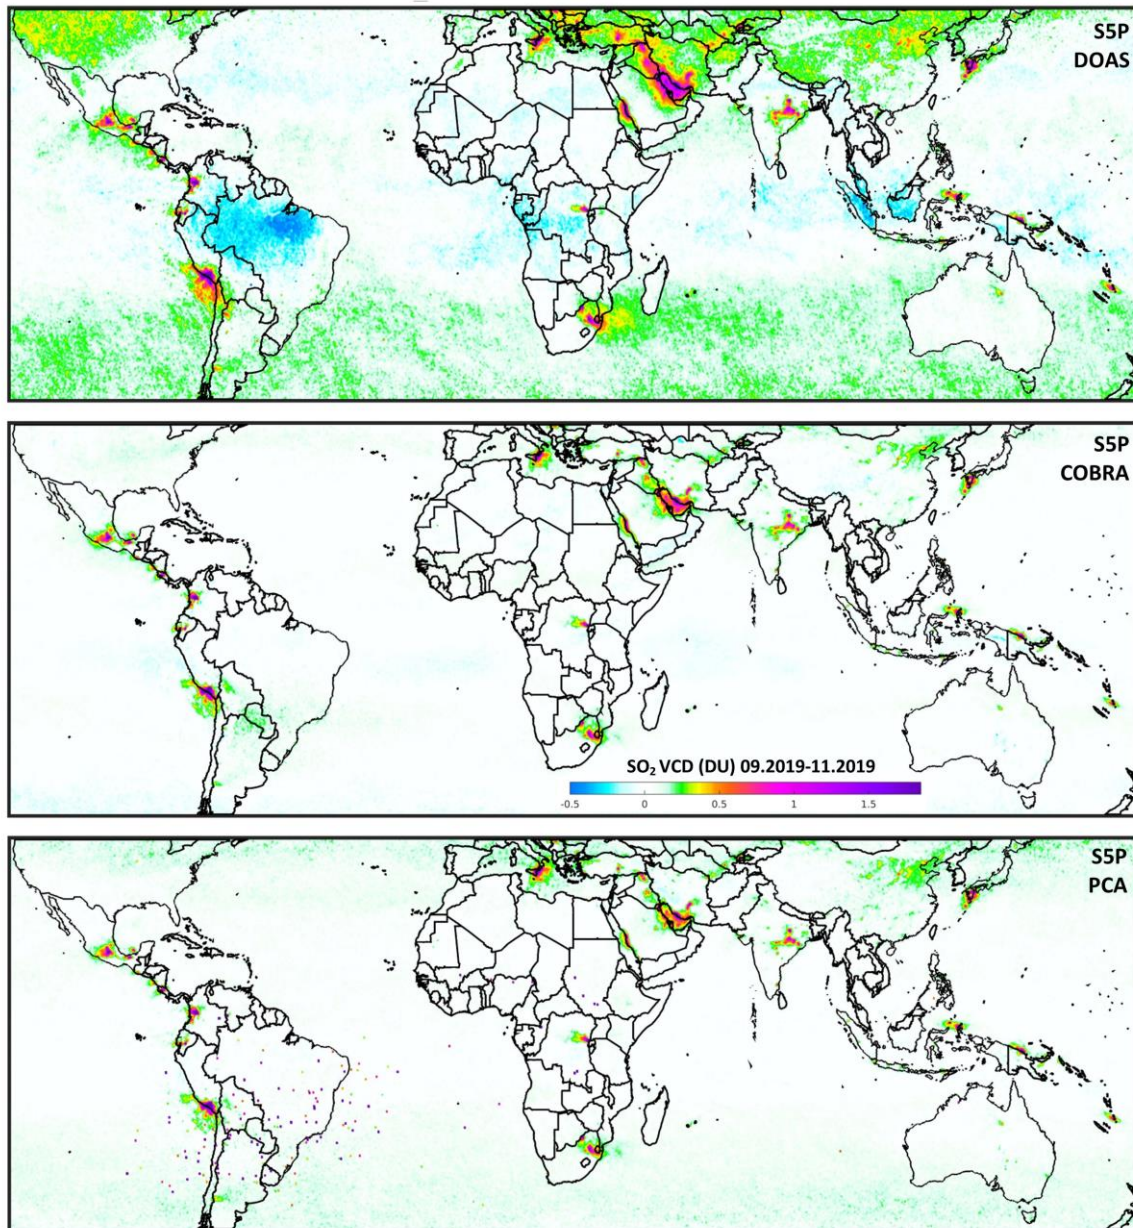 S5P
DOAS
S5P
COBRA
SO₂ VCD (DU) 09.2019-11.2019
-0.5 0 0.5 1 1.5
S5P
PCA